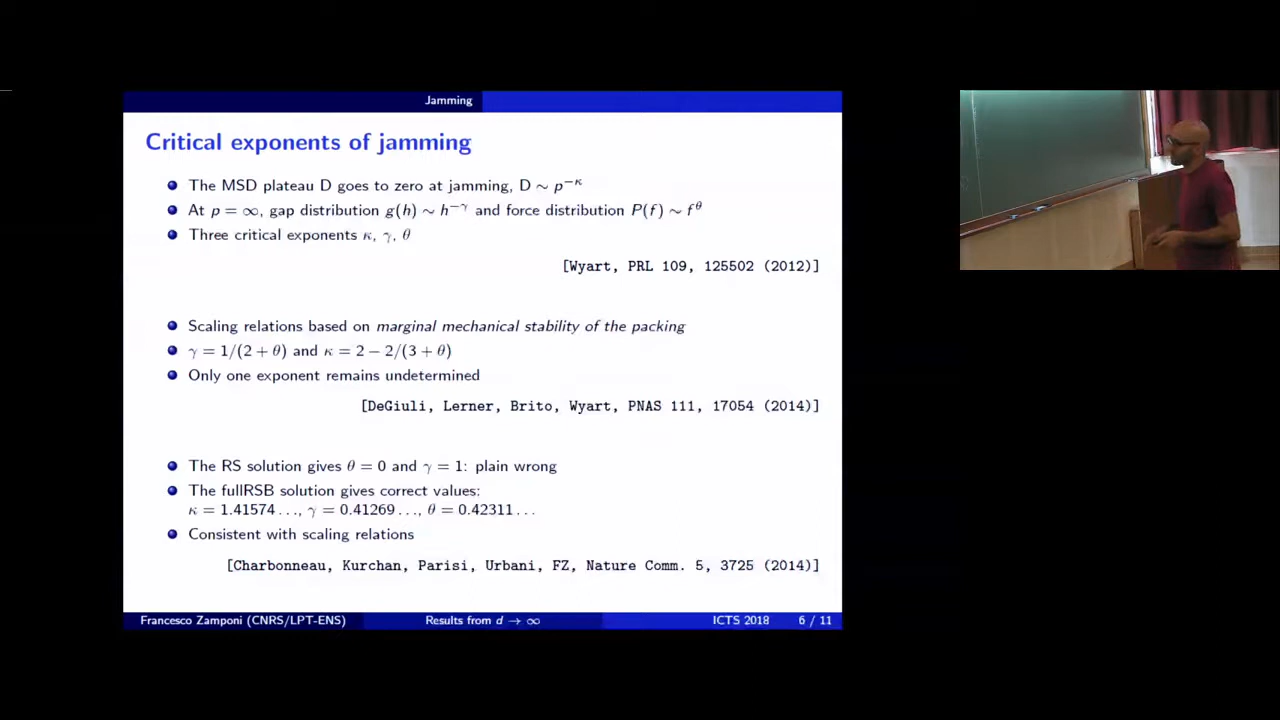 Jamming
Critical exponents of jamming
The MSD plateau D goes to zero at jamming, D ∼ p^{−κ}
At p = ∞, gap distribution g(h) ∼ h^{−γ} and force distribution P(f) ∼ f^θ
Three critical exponents κ, γ, θ
[Wyart, PRL 109, 125502 (2012)]
Scaling relations based on marginal mechanical stability of the packing
γ = 1/(2 + θ) and κ = 2 − 2/(3 + θ)
Only one exponent remains undetermined
[DeGiuli, Lerner, Brito, Wyart, PNAS 111, 17054 (2014)]
The RS solution gives θ = 0 and γ = 1: plain wrong
The fullRSB solution gives correct values:
κ = 1.41574 . . ., γ = 0.41269 . . ., θ = 0.42311 . . .
Consistent with scaling relations
[Charbonneau, Kurchan, Parisi, Urbani, FZ, Nature Comm. 5, 3725 (2014)]
Francesco Zamponi (CNRS/LPT-ENS) Results from d → ∞ ICTS 2018 6 / 11